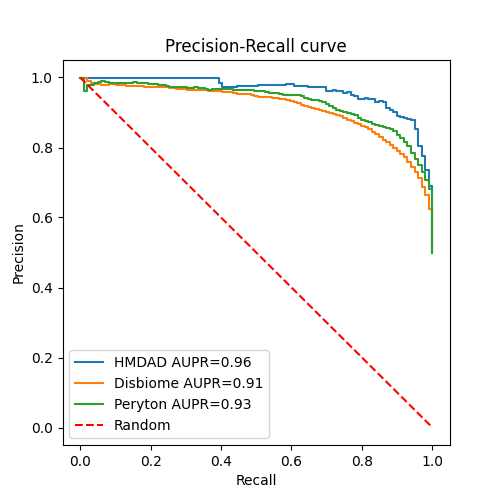 Precision-Recall curve
1.0
0.8
0.6
0.4
0.2
0.0
Precision
HMDAD AUPR=0.96
Disbiome AUPR=0.91
Peryton AUPR=0.93
Random
0.0 0.2 0.4 0.6 0.8 1.0
Recall